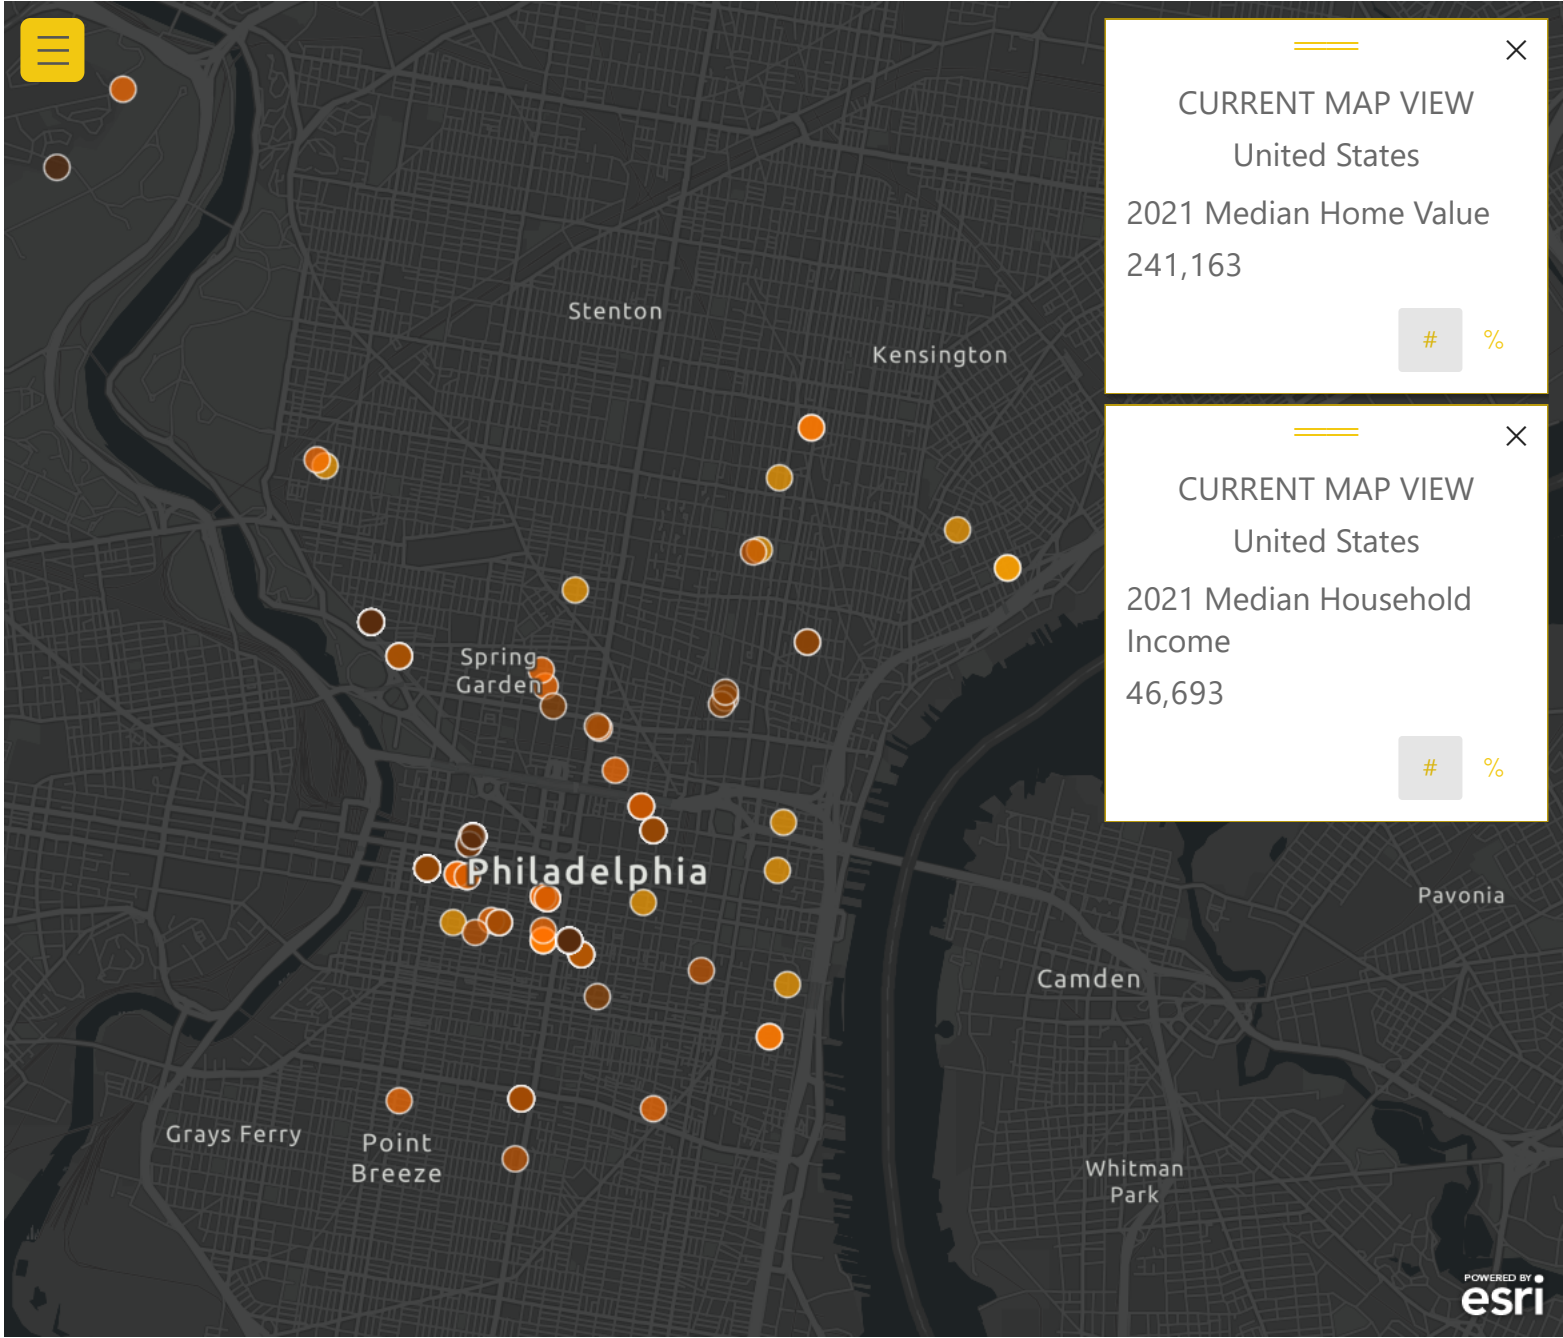 CURRENT MAP VIEW
United States
2021 Median Home Value
241,163
# %
CURRENT MAP VIEW
United States
2021 Median Household
Income
46,693
# %
Stenton
Kensington
Spring
Garden
Philadelphia
Pavonia
Camden
Grays Ferry
Point
Breeze
Whitman
Park
POWERED BY
esri